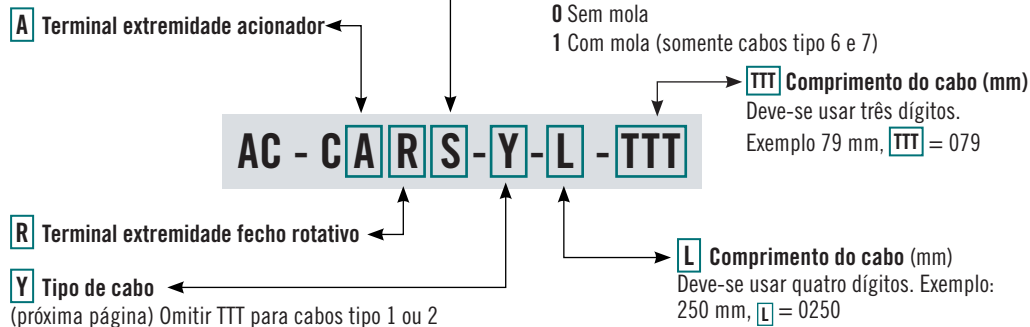 0 Sem mola
A Terminal extremidade acionador
1 Com mola (somente cabos tipo 6 e 7)
TTT Comprimento do cabo (mm)
Deve-se usar três dígitos.
Exemplo 79 mm, TTT = 079
AC - CARS-Y-L - TTT
R Terminal extremidade fecho rotativo
L Comprimento do cabo (mm)
Deve-se usar quatro dígitos. Exemplo:
250 mm, L = 0250
Y Tipo de cabo
(próxima página) Omitir TTT para cabos tipo 1 ou 2